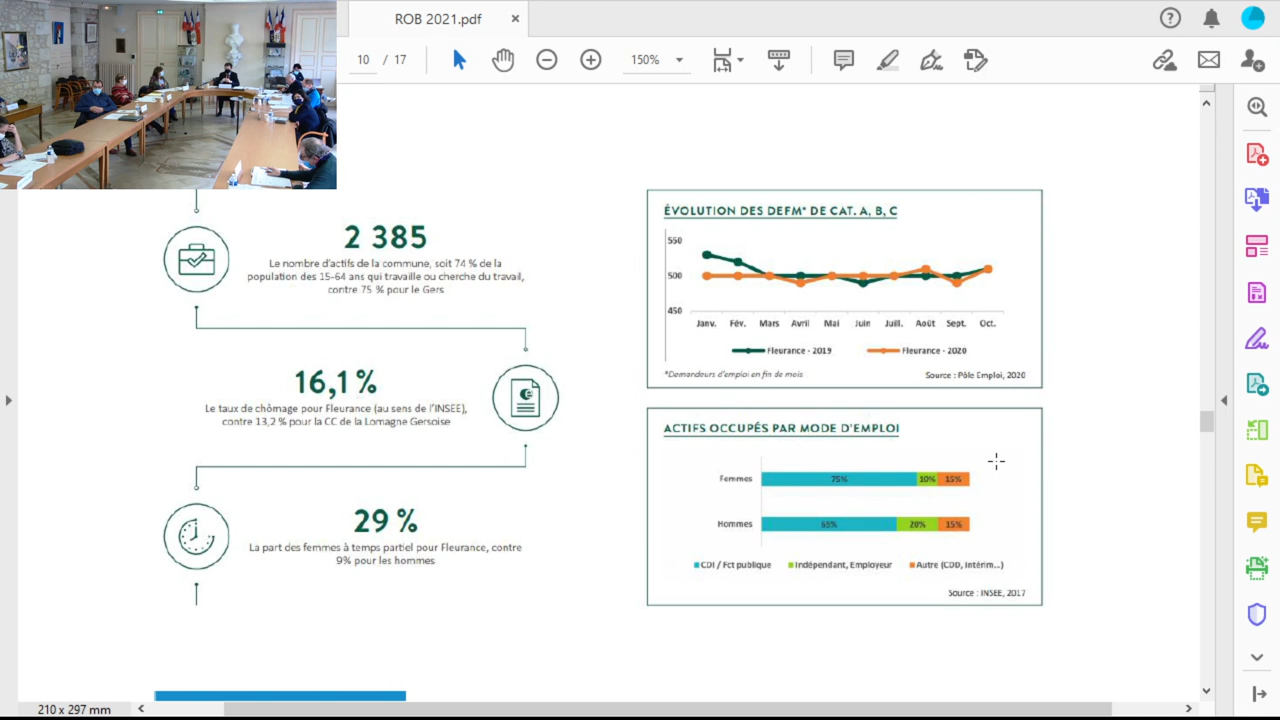 ROB 2021.pdf
10 / 17
150%
2 385
Le nombre d'actifs de la commune, soit 74 % de la
population des 15-64 ans qui travaille ou cherche du travail,
contre 75 % pour le Gers
16,1 %
Le taux de chômage pour Fleurance (au sens de l'INSEE),
contre 13,2 % pour la CC de la Lomagne Gersoise
29 %
La part des femmes à temps partiel pour Fleurance, contre
9% pour les hommes
ÉVOLUTION DES DEFM* DE CAT. A, B, C
550
500
450
Janv. Fév. Mars Avril Mai Juin Juill. Août Sept. Oct.
Fleurance - 2019 Fleurance - 2020
*Demandeurs d'emploi en fin de mois
Source : Pôle Emploi, 2020
ACTIFS OCCUPÉS PAR MODE D'EMPLOI
Femmes 75% 10% 15%
Hommes 65% 20% 15%
CDI / Fct publique Indépendant, Employeur Autre (CDD, Intérim...)
Source : INSEE, 2017
210 x 297 mm